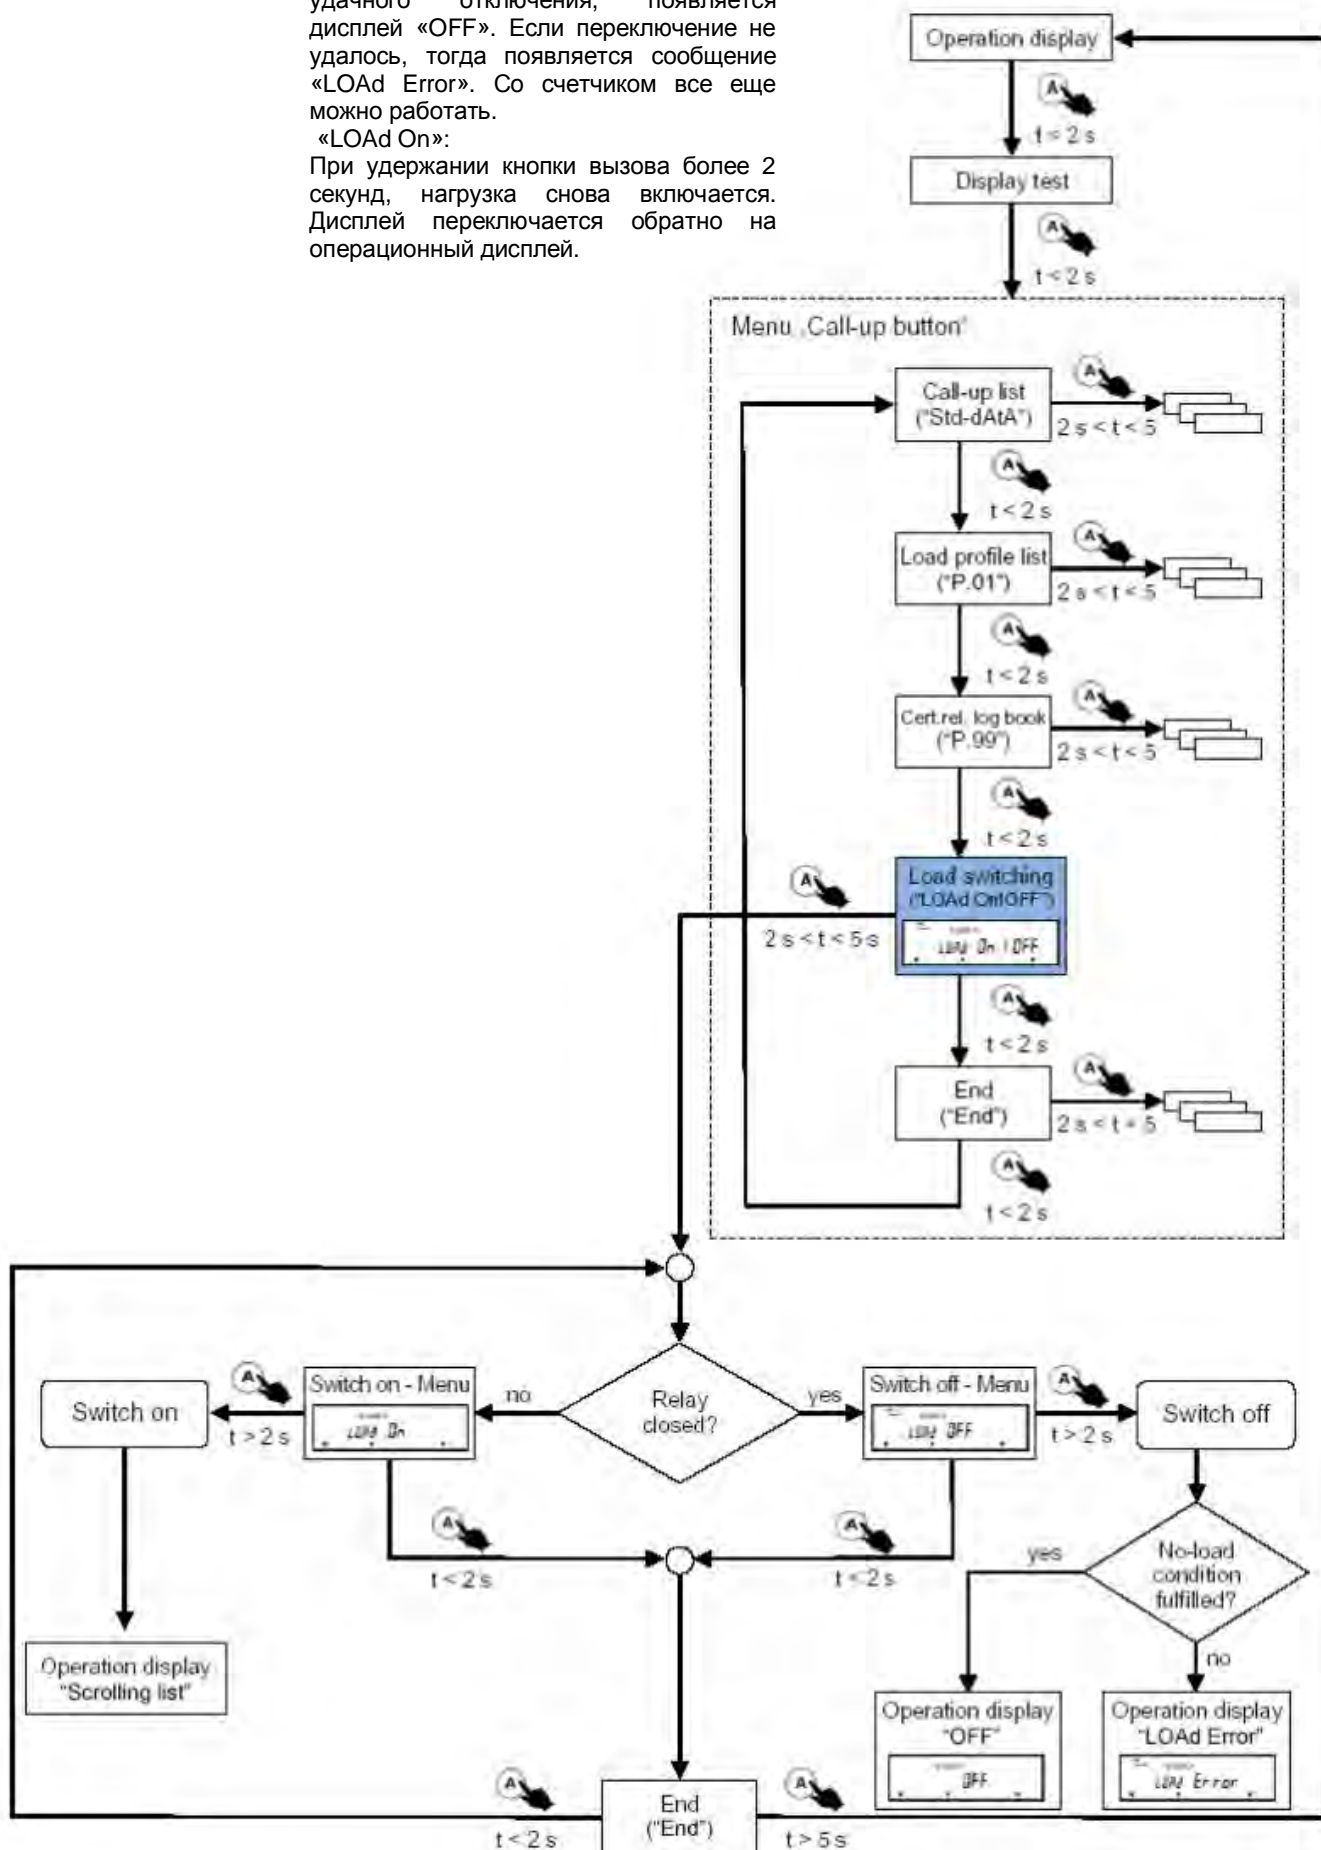 удачного отключения, появляется
дисплей «OFF». Если переключение не
удалось, тогда появляется сообщение
«LOAd Error». Со счетчиком все еще
можно работать.
«LOAd On»:
При удержании кнопки вызова более 2
секунд, нагрузка снова включается.
Дисплей переключается обратно на
операционный дисплей.
Operation display
A
t < 2 s
Display test
A
t < 2 s
Menu „Call-up button“
Call-up list
("Std-dAtA")
A
2 s < t < 5
A
t < 2 s
Load profile list
("P.01")
A
2 s < t < 5
A
t < 2 s
Cert.rel. log book
("P.99")
A
2 s < t < 5
A
t < 2 s
Load switching
("LOAd On!OFF")
LOAd On ! OFF
A
2 s < t < 5 s
A
t < 2 s
End
("End")
A
2 s < t < 5
A
t < 2 s
Relay
closed?
no
yes
Switch on - Menu
LOAd On
A
t > 2 s
Switch on
Switch off - Menu
LOAd OFF
A
t > 2 s
Switch off
A
t < 2 s
A
t < 2 s
No-load
condition
fulfilled?
yes
no
Operation display
"Scrolling list"
Operation display
"OFF"
OFF
Operation display
"LOAd Error"
LOAd Error
End
("End")
A
t < 2 s
A
t > 5 s